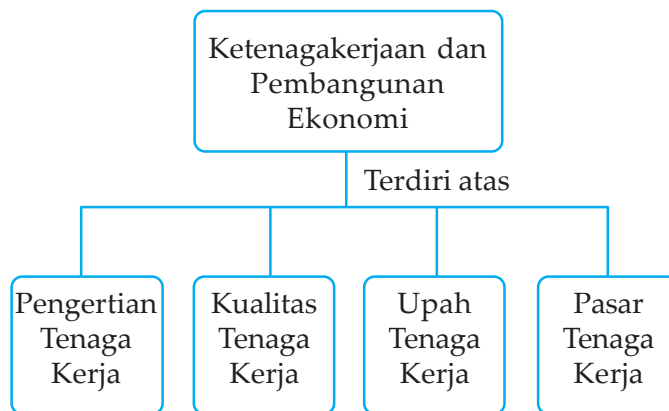 Ketenagakerjaan dan
Pembangunan
Ekonomi
Terdiri atas
Pengertian
Tenaga
Kerja
Kualitas
Tenaga
Kerja
Upah
Tenaga
Kerja
Pasar
Tenaga
Kerja